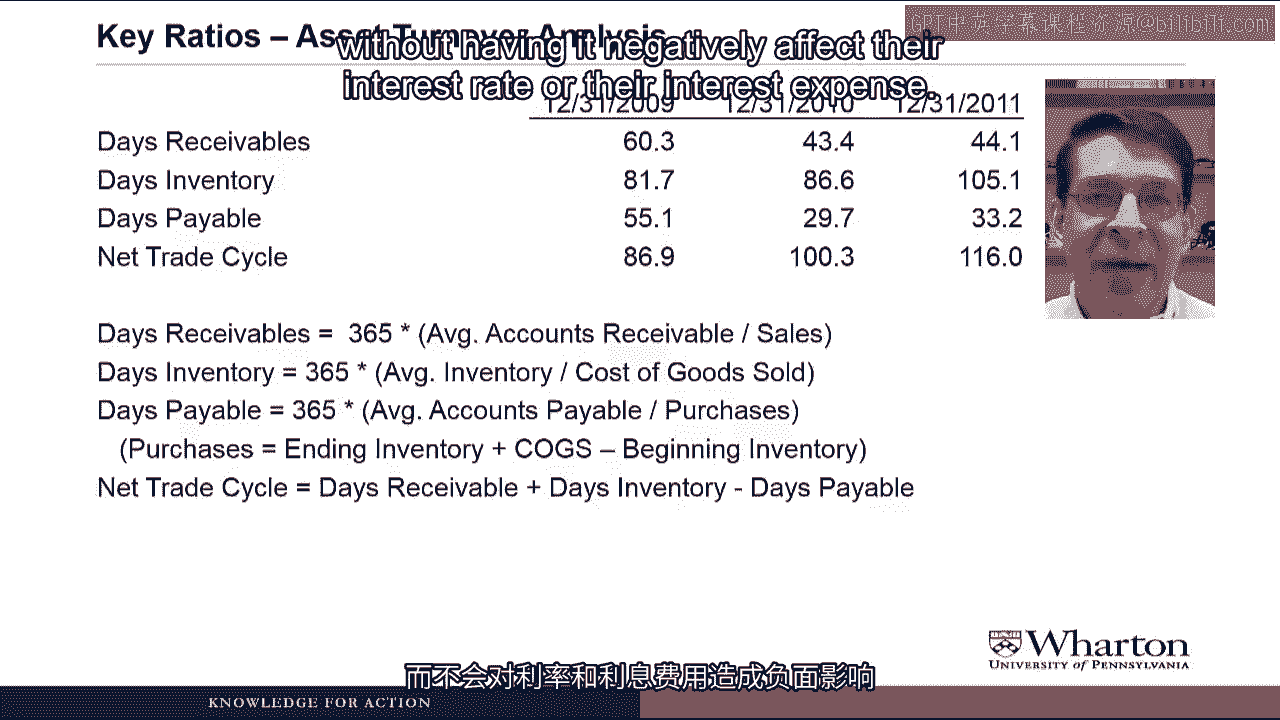 GPT中英字幕课程资源@bilibili.com
Key Ratios – Asset Turnover Analysis
without having it negatively affect their
interest rate or their interest expense,
12/31/2009 12/31/2010 12/31/2011
Days Receivables 60.3 43.4 44.1
Days Inventory 81.7 86.6 105.1
Days Payable 55.1 29.7 33.2
Net Trade Cycle 86.9 100.3 116.0
Days Receivables = 365 * (Avg. Accounts Receivable / Sales)
Days Inventory = 365 * (Avg. Inventory / Cost of Goods Sold)
Days Payable = 365 * (Avg. Accounts Payable / Purchases)
(Purchases = Ending Inventory + COGS – Beginning Inventory)
Net Trade Cycle = Days Receivable + Days Inventory - Days Payable
Wharton
UNIVERSITY of PENNSYLVANIA
而不会对利率和利息费用造成负面影响
KNOWLEDGE FOR ACTION